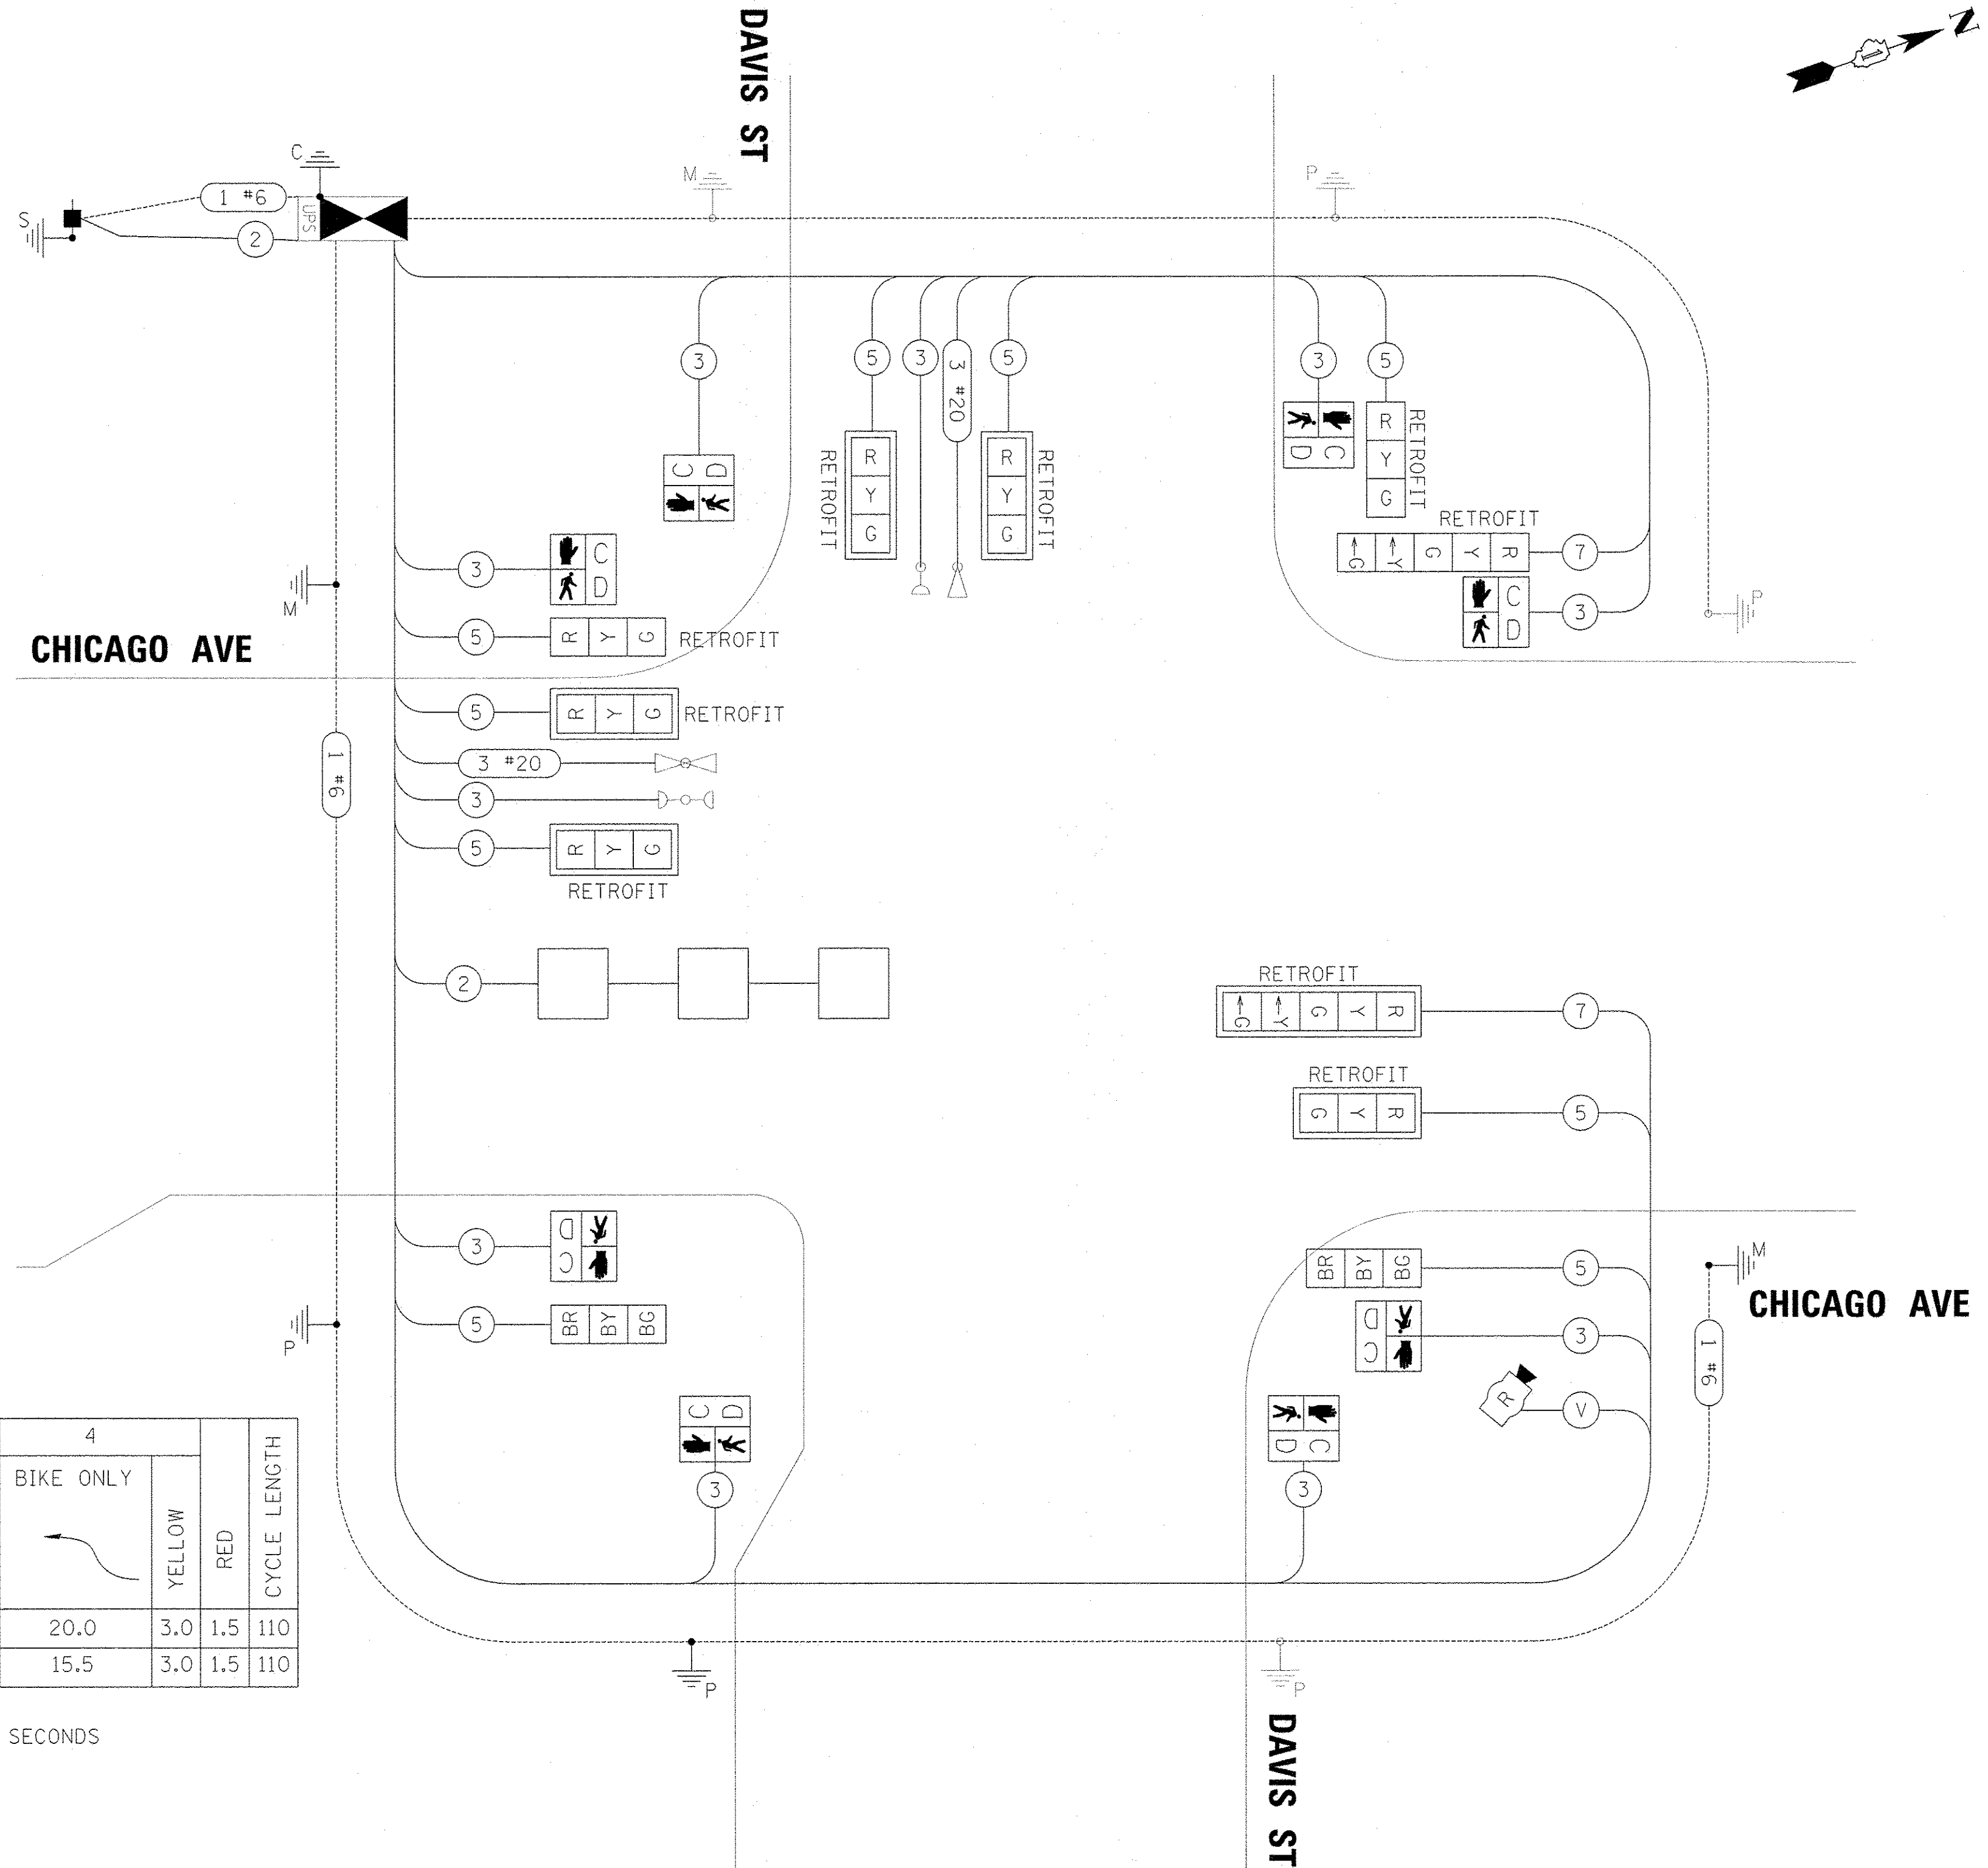 DAVIS ST
N
C
1 #6
UPS
S
2
M
P
3
5
3
3 #20
5
3
5
C D
R
Y
G
RETROFIT
R
Y
G
RETROFIT
D C
R
Y
G
RETROFIT
RETROFIT
G Y G Y R
7
C
D
3
P
3
C
D
M
5
R Y G
RETROFIT
CHICAGO AVE
5
R Y G
RETROFIT
1 #6
3 #20
3
5
R Y G
RETROFIT
2
RETROFIT
G Y G Y R
7
RETROFIT
G Y R
5
3
D
C
BR BY BG
5
M
CHICAGO AVE
P
5
BR BY BG
D
C
3
1 #6
R
V
C D
3
D C
3
4
BIKE ONLY
YELLOW
RED
CYCLE LENGTH
20.0 3.0 1.5 110
15.5 3.0 1.5 110
P
P
SECONDS
DAVIS ST